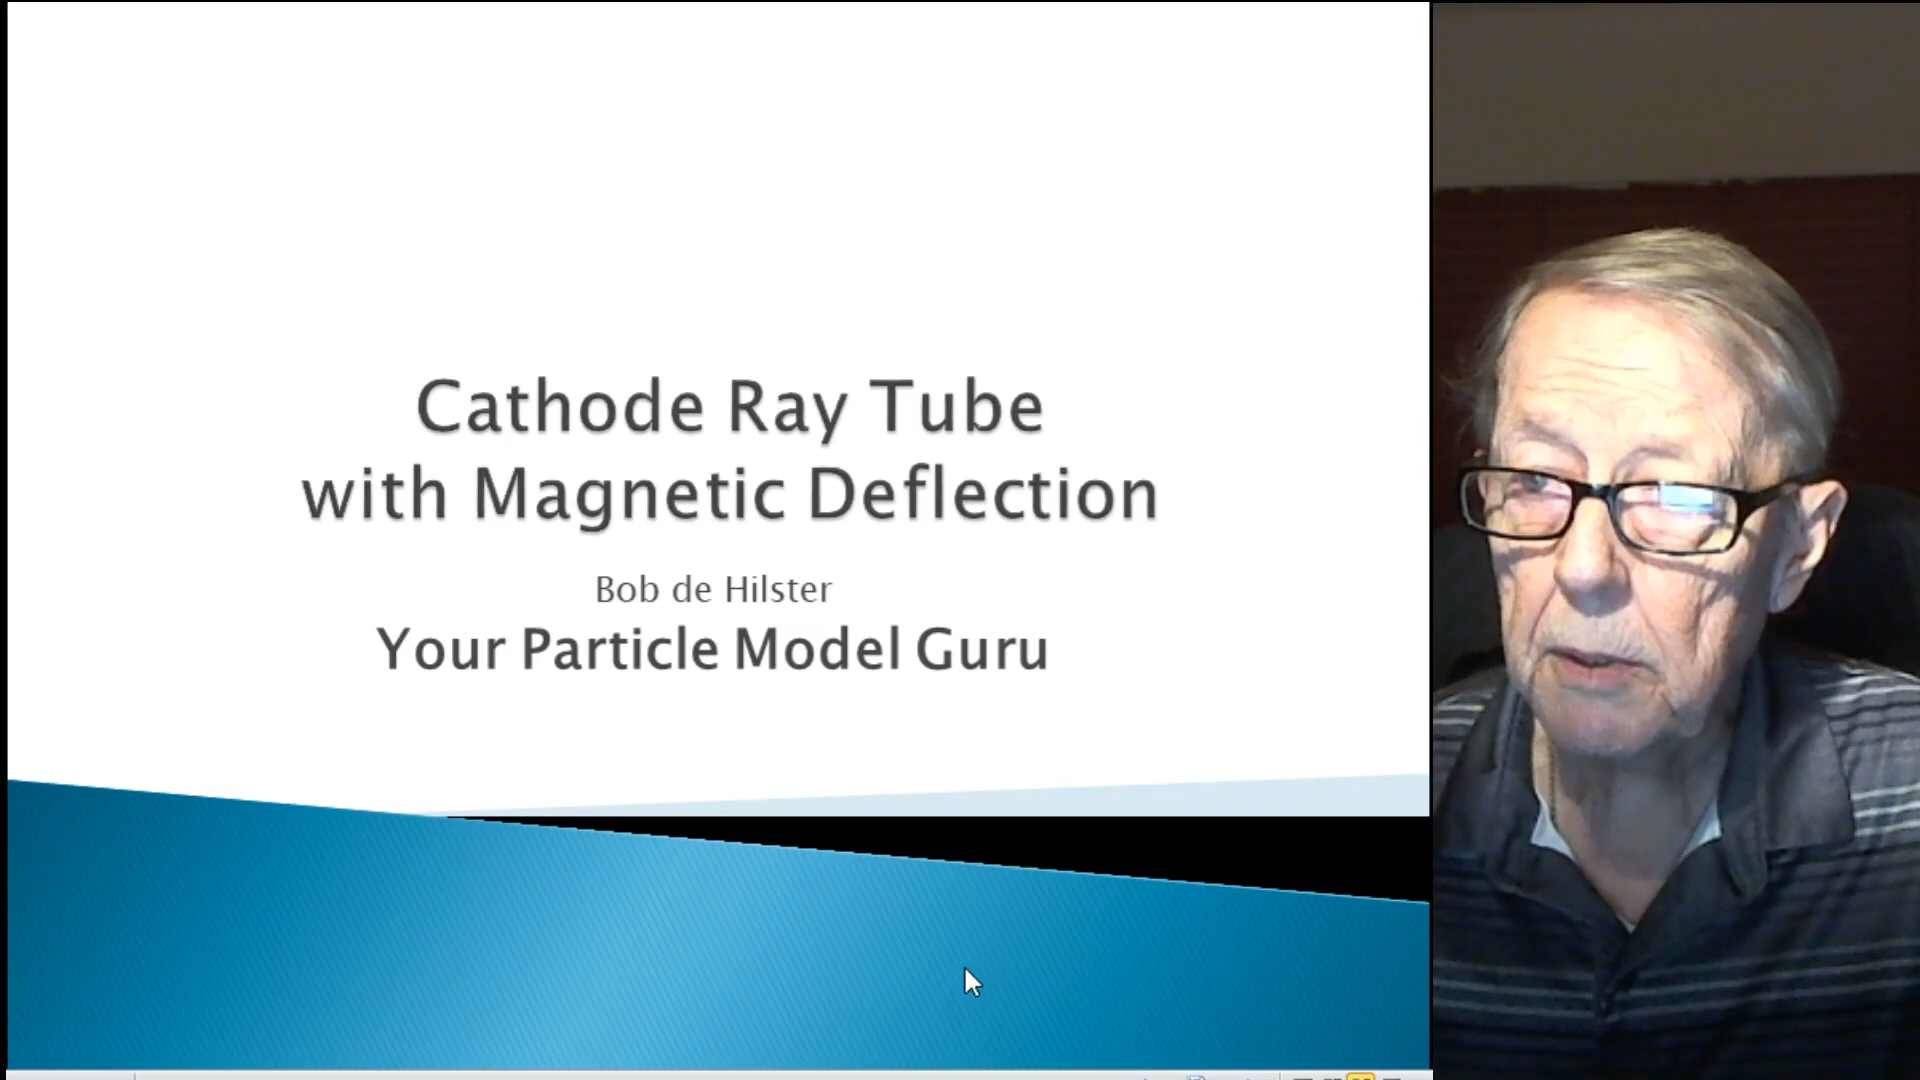 Cathode Ray Tube
with Magnetic Deflection
Bob de Hilster
Your Particle Model Guru